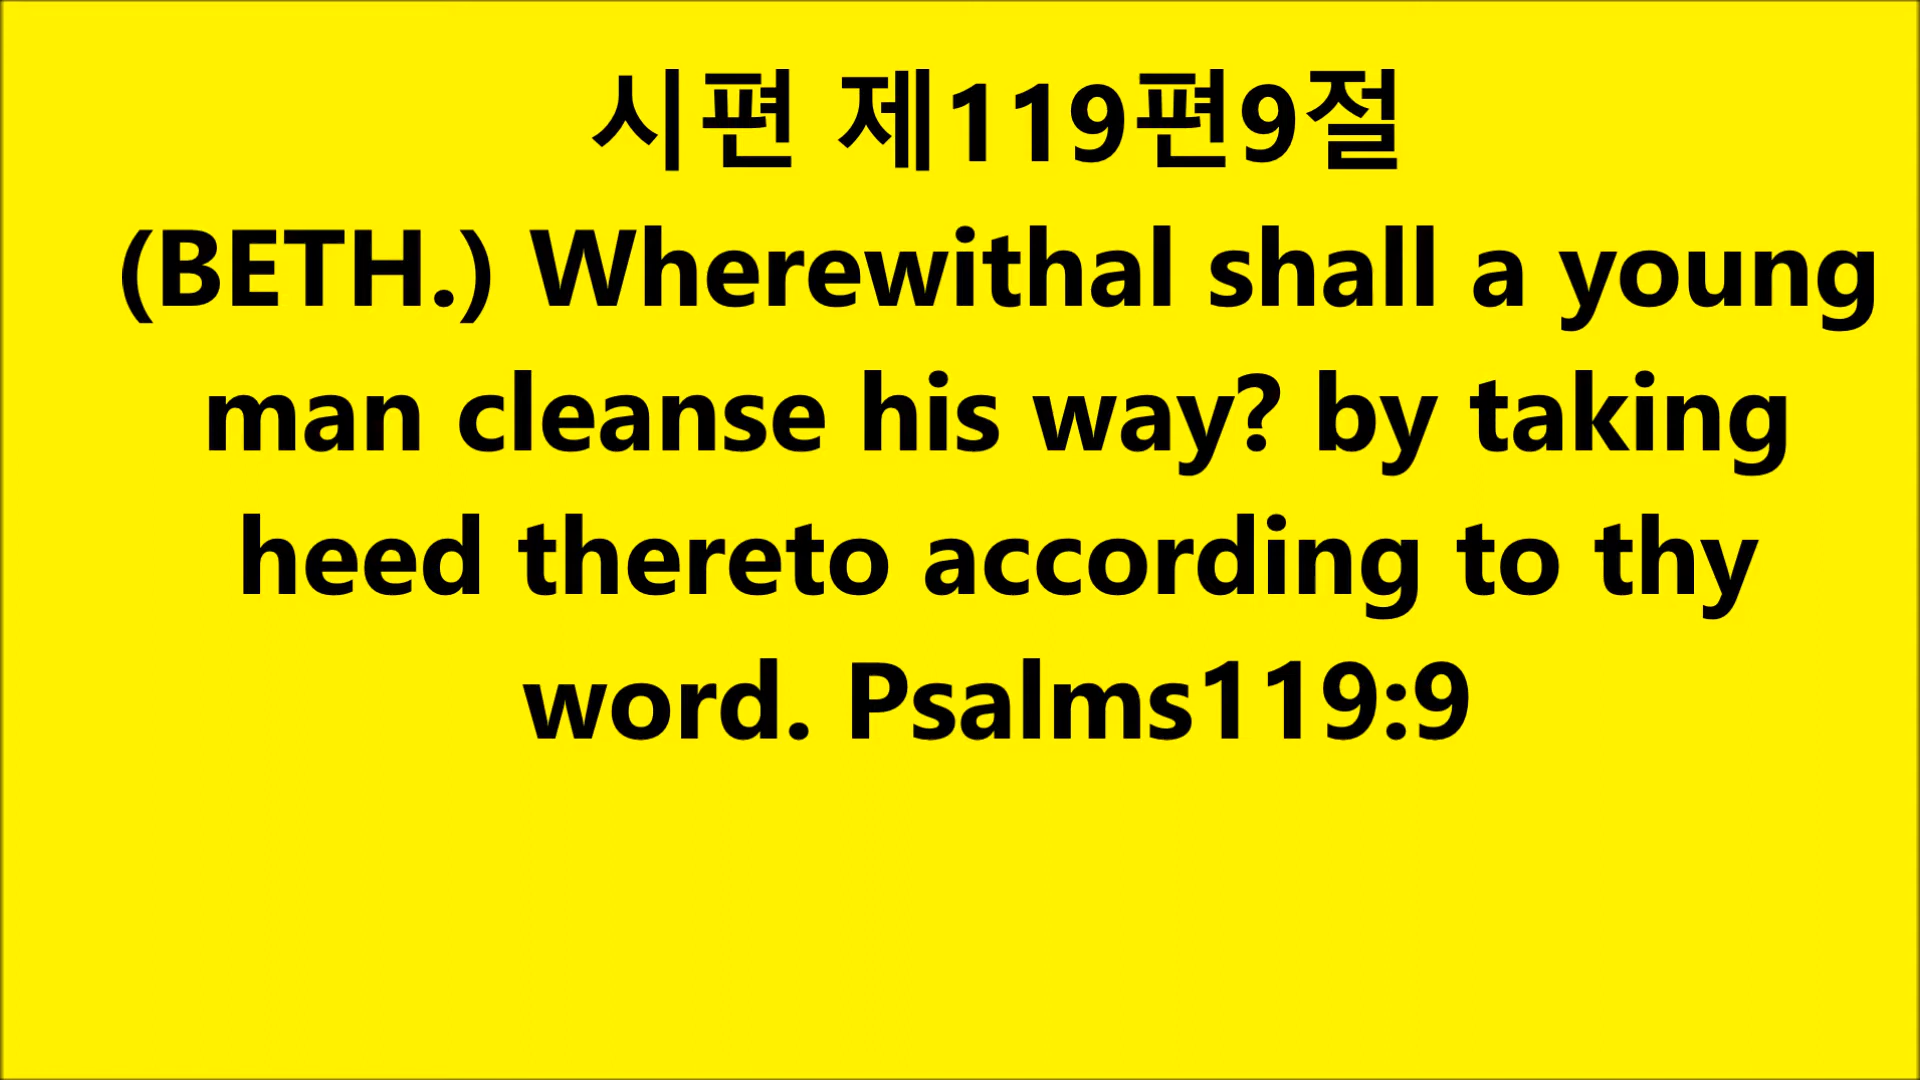 시편 제119편9절
(BETH.) Wherewithal shall a young
man cleanse his way? by taking
heed thereto according to thy
word. Psalms119:9